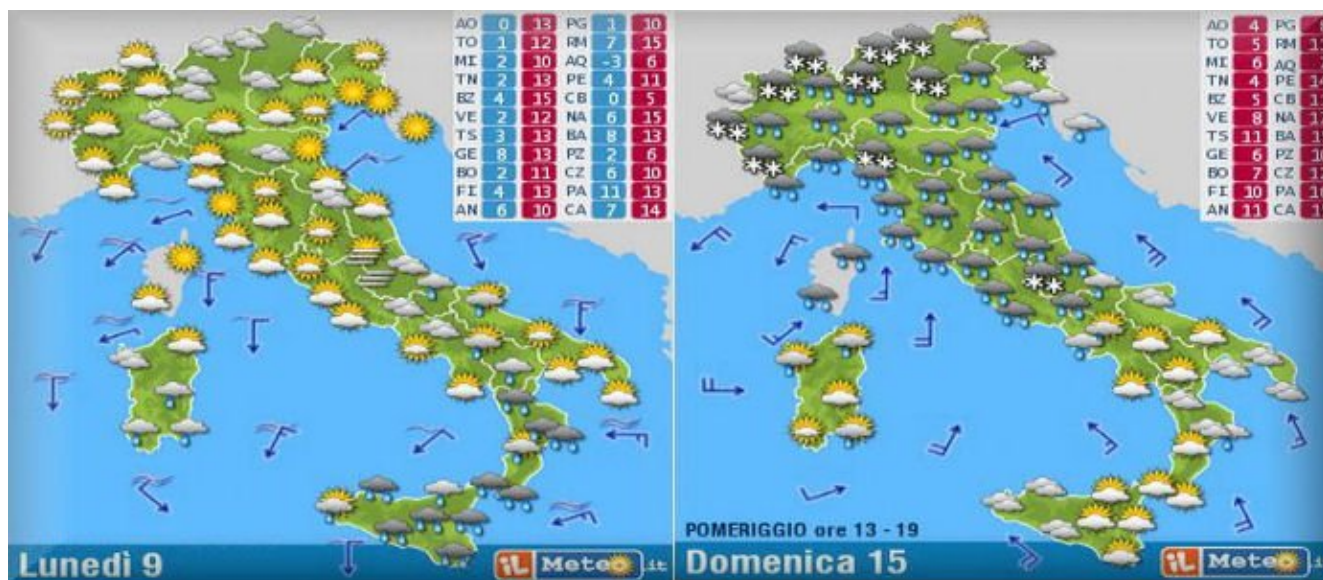 AO 0 13 PG 1 10
TO 1 12 RM 7 15
MI 2 10 AQ -3 6
TN 2 13 PE 4 11
BZ 4 15 CB 0 5
VE 2 12 NA 6 15
TS 3 13 BA 8 13
GE 8 13 PZ 2 6
BO 2 11 CZ 6 10
FI 4 13 PA 11 13
AN 6 10 CA 7 14
Lunedì 9
iL Meteo.it
AO 4 PG
TO 5 RM
MI 6 AQ
TN 4 PE
BZ 5 CB
VE 8 NA
TS 11 BA
GE 6 PZ
BO 7 CZ
FI 10 PA
AN 11 CA
POMERIGGIO ore 13 - 19
Domenica 15
iL Meteo.it